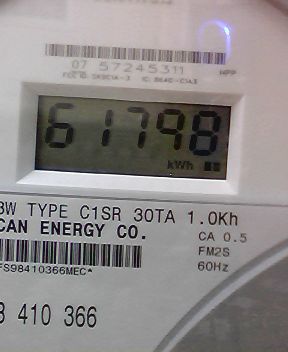 07 57245311
61798
kWh
3W TYPE C1SR 30TA 1.0Kh
CAN ENERGY CO.
CA 0.5
FM2S
60Hz
FS98410366MEC*
8 410 366